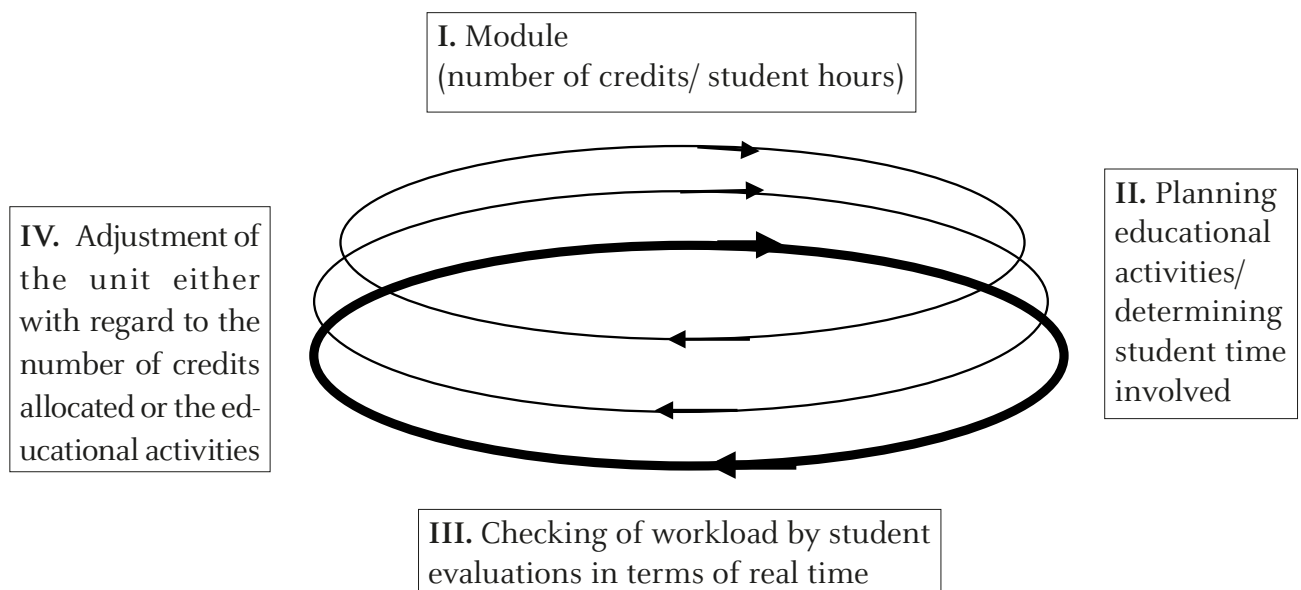 I. Module
(number of credits/ student hours)
II. Planning
educational
activities/
determining
student time
involved
III. Checking of workload by student
evaluations in terms of real time
IV. Adjustment of
the unit either
with regard to the
number of credits
allocated or the ed-
ucational activities